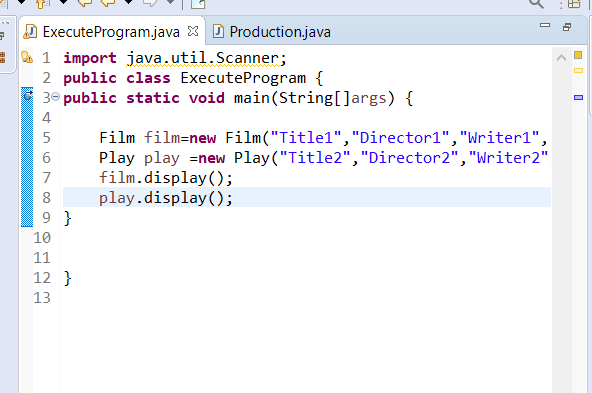 ExecuteProgram.java Production.java
1 import java.util.Scanner;
2 public class ExecuteProgram {
3 public static void main(String[]args) {
4
5 Film film=new Film("Title1","Director1","Writer1",
6 Play play =new Play("Title2","Director2","Writer2"
7 film.display();
8 play.display();
9 }
10
11
12 }
13